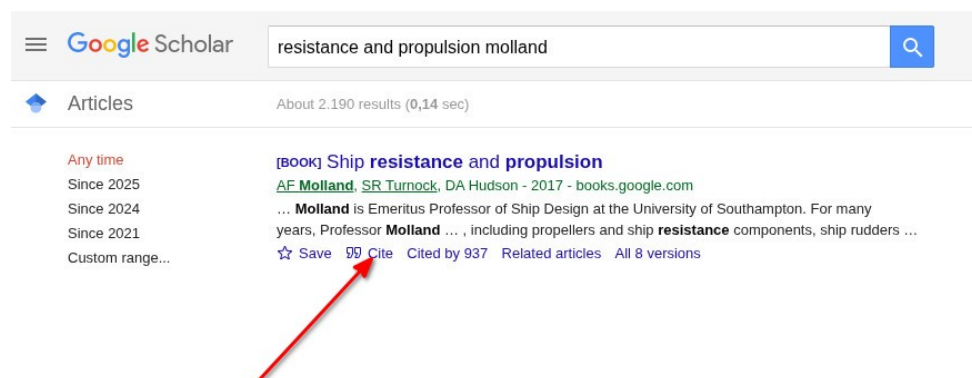 Google Scholar
resistance and propulsion molland
Articles
About 2.190 results (0,14 sec)
Any time
Since 2025
Since 2024
Since 2021
Custom range...
[BOOK] Ship resistance and propulsion
AF Molland, SR Turnock, DA Hudson - 2017 - books.google.com
… Molland is Emeritus Professor of Ship Design at the University of Southampton. For many
years, Professor Molland … , including propellers and ship resistance components, ship rudders …
Save Cite Cited by 937 Related articles All 8 versions